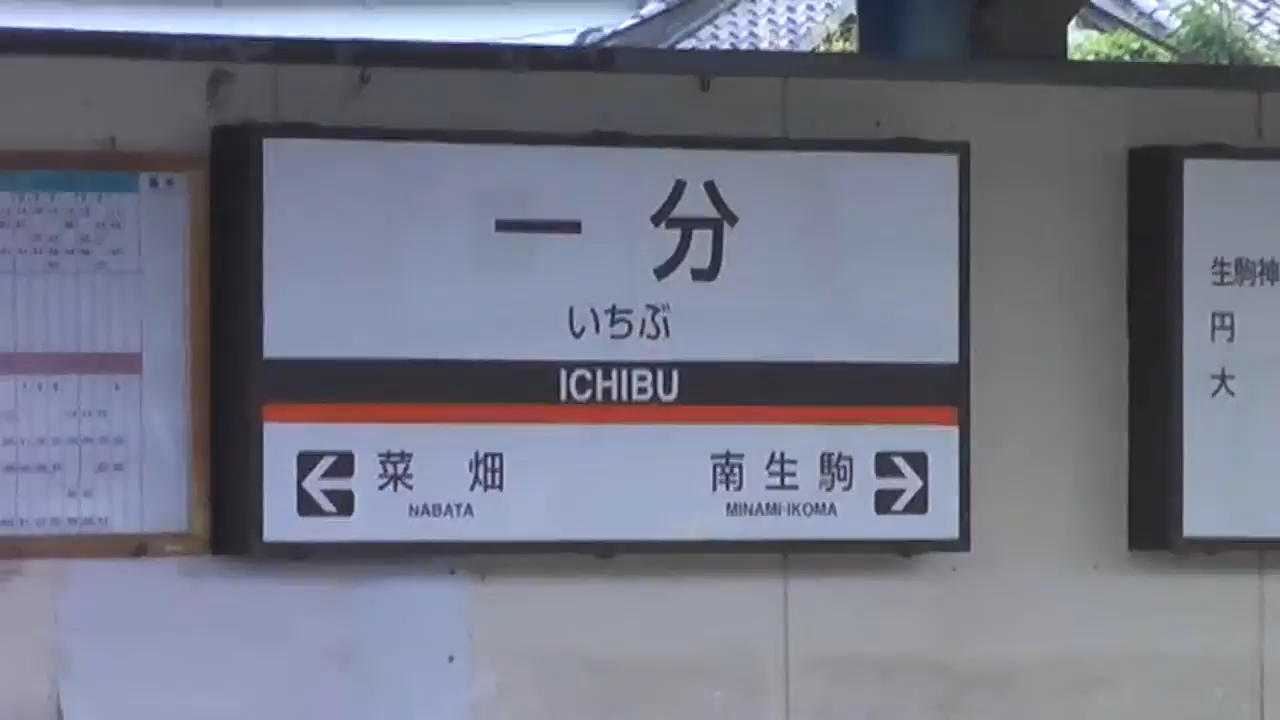 一分
いちぶ
ICHIBU
菜畑
NABATA
南生駒
MINAMI-IKOMA
生駒神
円
大